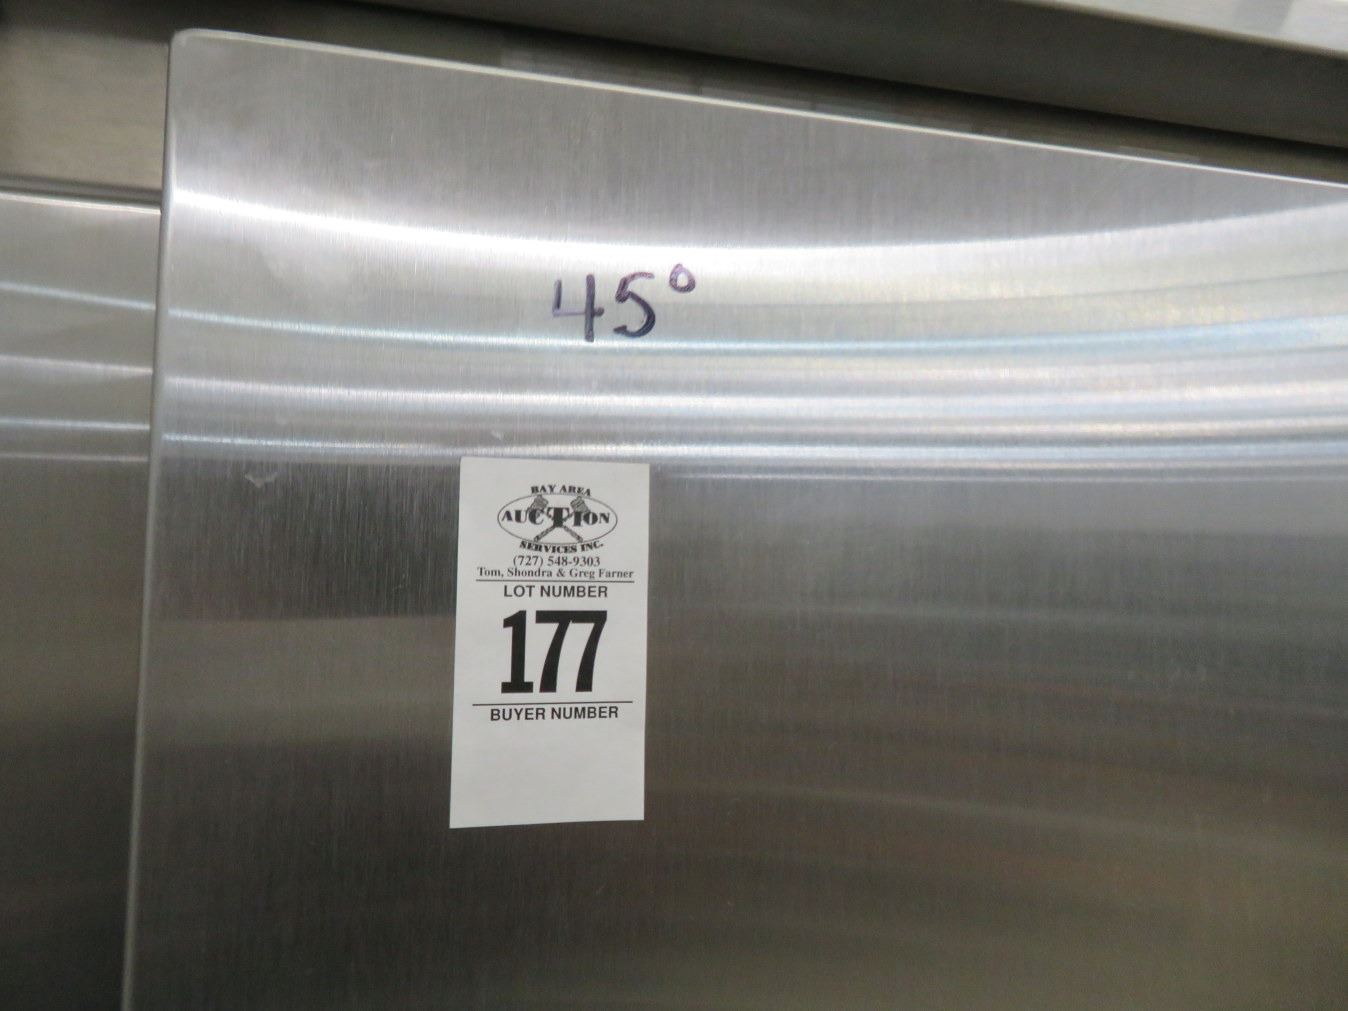 45°
BAY AREA
AUCTION
SERVICES INC.
(727) 548-9303
Tom, Shondra & Greg Farner
LOT NUMBER
177
BUYER NUMBER